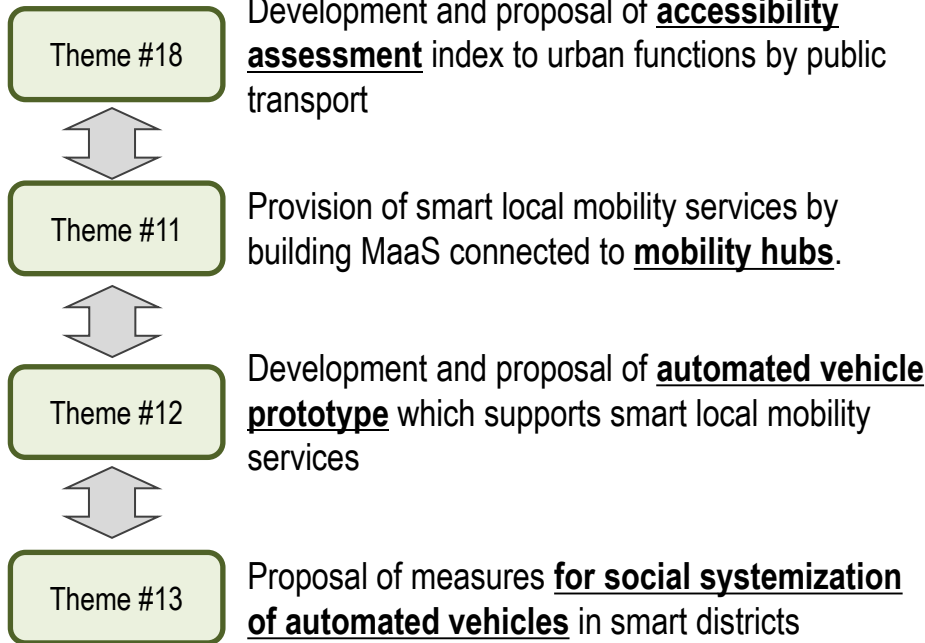 Theme #18
Development and proposal of accessibility
assessment index to urban functions by public
transport
Theme #11
Provision of smart local mobility services by
building MaaS connected to mobility hubs.
Theme #12
Development and proposal of automated vehicle
prototype which supports smart local mobility
services
Theme #13
Proposal of measures for social systemization
of automated vehicles in smart districts